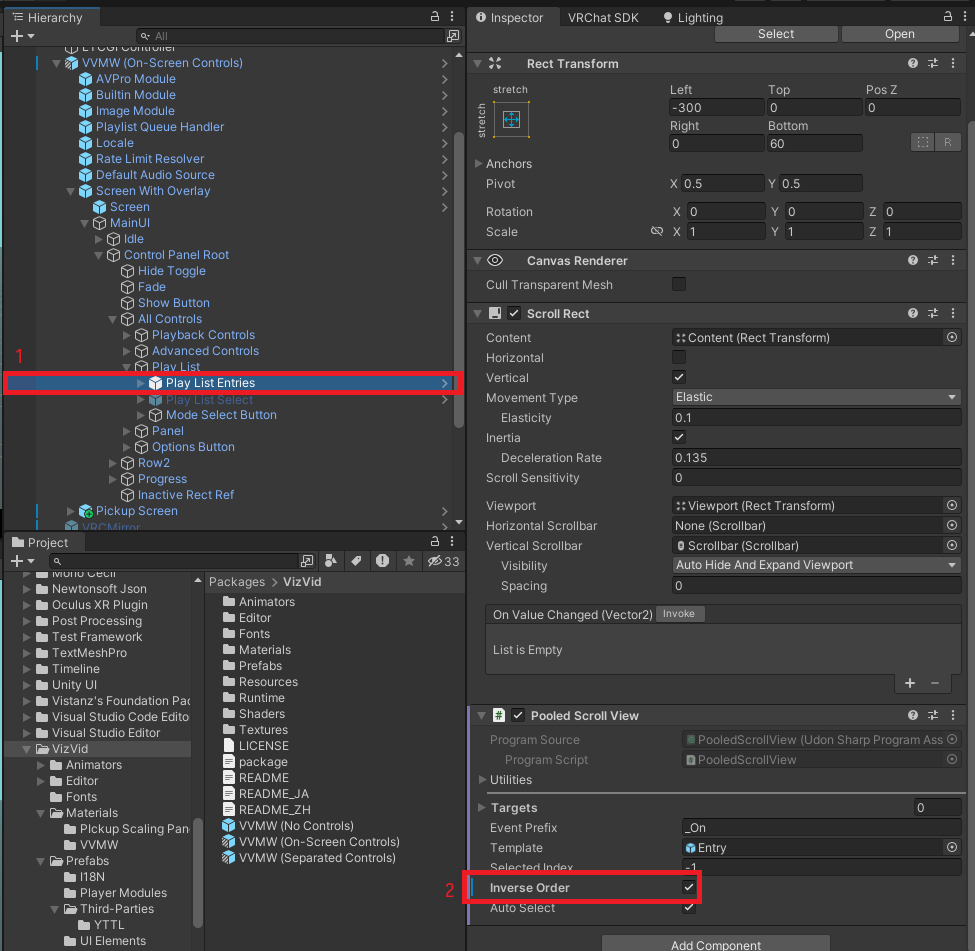 Hierarchy
All
LTCGI Controller
VVMW (On-Screen Controls)
AVPro Module
Builtin Module
Image Module
Playlist Queue Handler
Locale
Rate Limit Resolver
Default Audio Source
Screen With Overlay
Screen
MainUI
Idle
Control Panel Root
Hide Toggle
Fade
Show Button
All Controls
Playback Controls
Advanced Controls
1
Play List
Play List Entries
Play List Select
Mode Select Button
Panel
Options Button
Row2
Progress
Inactive Rect Ref
Pickup Screen
VRCMirror
Project
33
Mono Cecil
Newtonsoft Json
Oculus XR Plugin
Post Processing
Test Framework
TextMeshPro
Timeline
Unity UI
Vistanz's Foundation Pac
Visual Studio Code Edito
Visual Studio Editor
VizVid
Animators
Editor
Fonts
Materials
PIckup Scaling Pan
VVMW
Prefabs
I18N
Player Modules
Third-Parties
YTTL
UI Elements
Packages > VizVid
Animators
Editor
Fonts
Materials
Prefabs
Resources
Runtime
Shaders
Textures
LICENSE
package
README
README_JA
README_ZH
VVMW (No Controls)
VVMW (On-Screen Controls)
VVMW (Separated Controls)
Inspector VRChat SDK Lighting
Select Open
Rect Transform
stretch
stretch
Left Top Pos Z
-300 0 0
Right Bottom
0 60
R
Anchors
Pivot X 0.5 Y 0.5
Rotation X 0 Y 0 Z 0
Scale X 1 Y 1 Z 1
Canvas Renderer
Cull Transparent Mesh
Scroll Rect
Content Content (Rect Transform)
Horizontal
Vertical
Movement Type Elastic
Elasticity 0.1
Inertia
Deceleration Rate 0.135
Scroll Sensitivity 0
Viewport Viewport (Rect Transform)
Horizontal Scrollbar None (Scrollbar)
Vertical Scrollbar Scrollbar (Scrollbar)
Visibility Auto Hide And Expand Viewport
Spacing 0
On Value Changed (Vector2) Invoke
List is Empty
+ −
# Pooled Scroll View
Program Source PooledScrollView (Udon Sharp Program Ass
Program Script PooledScrollView
Utilities
Targets 0
Event Prefix _On
Template Entry
Selected Index -1
2
Inverse Order
Auto Select
Add Component